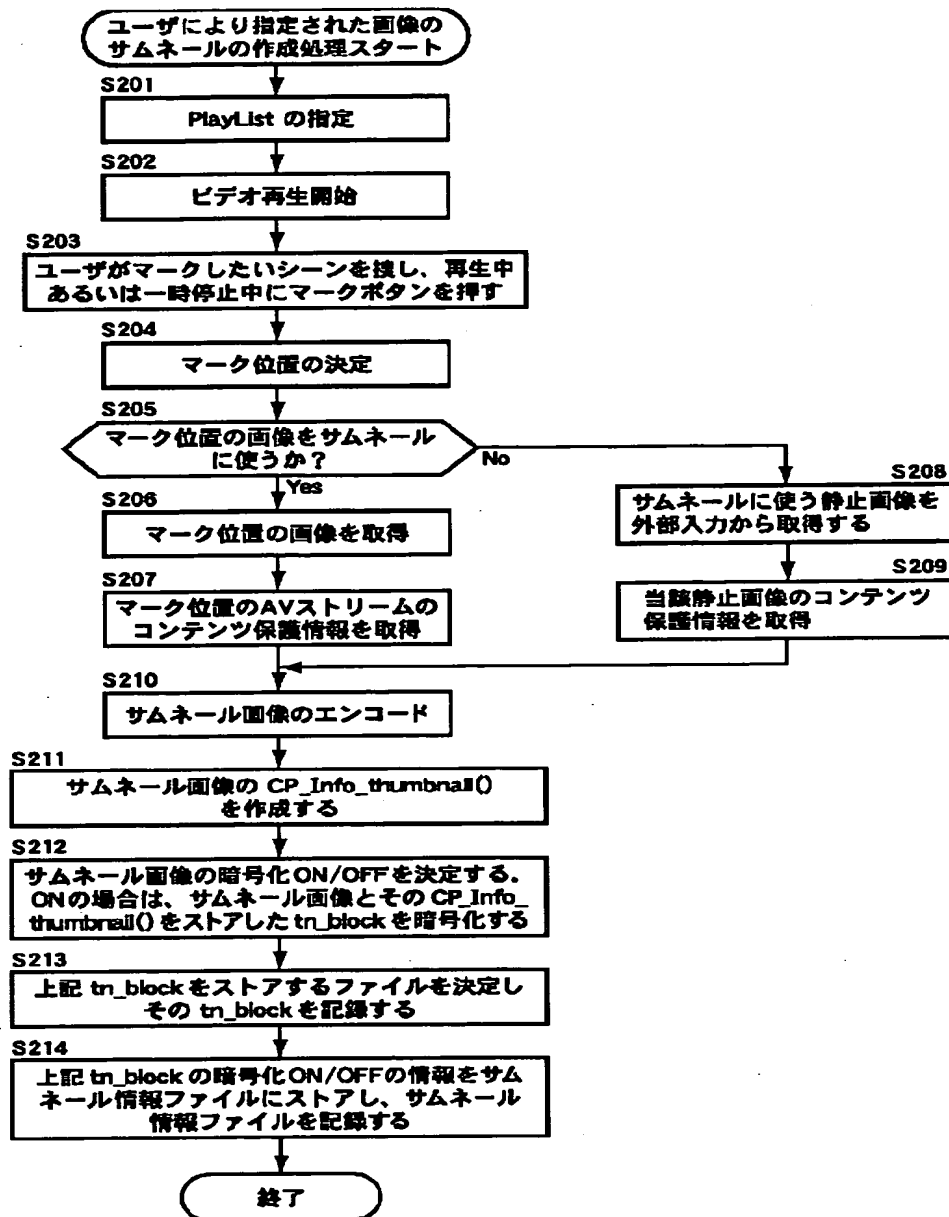 ユーザにより指定された画像の
サムネールの作成処理スタート
S201
PlayList の指定
S202
ビデオ再生開始
S203
ユーザがマークしたいシーンを捜し、再生中
あるいは一時停止中にマークボタンを押す
S204
マーク位置の決定
S205
マーク位置の画像をサムネール
に使うか？
No
Yes
S206
マーク位置の画像を取得
S207
マーク位置のAVストリームの
コンテンツ保護情報を取得
S208
サムネールに使う静止画像を
外部入力から取得する
S209
当該静止画像のコンテンツ
保護情報を取得
S210
サムネール画像のエンコード
S211
サムネール画像の CP_Info_thumbnail()
を作成する
S212
サムネール画像の暗号化ON/OFFを決定する。
ONの場合は、サムネール画像とその CP_Info_
thumbnail() をストアした tn_block を暗号化する
S213
上記 tn_block をストアするファイルを決定し
その tn_block を記録する
S214
上記 tn_block の暗号化ON/OFFの情報をサム
ネール情報ファイルにストアし、サムネール
情報ファイルを記録する
終了